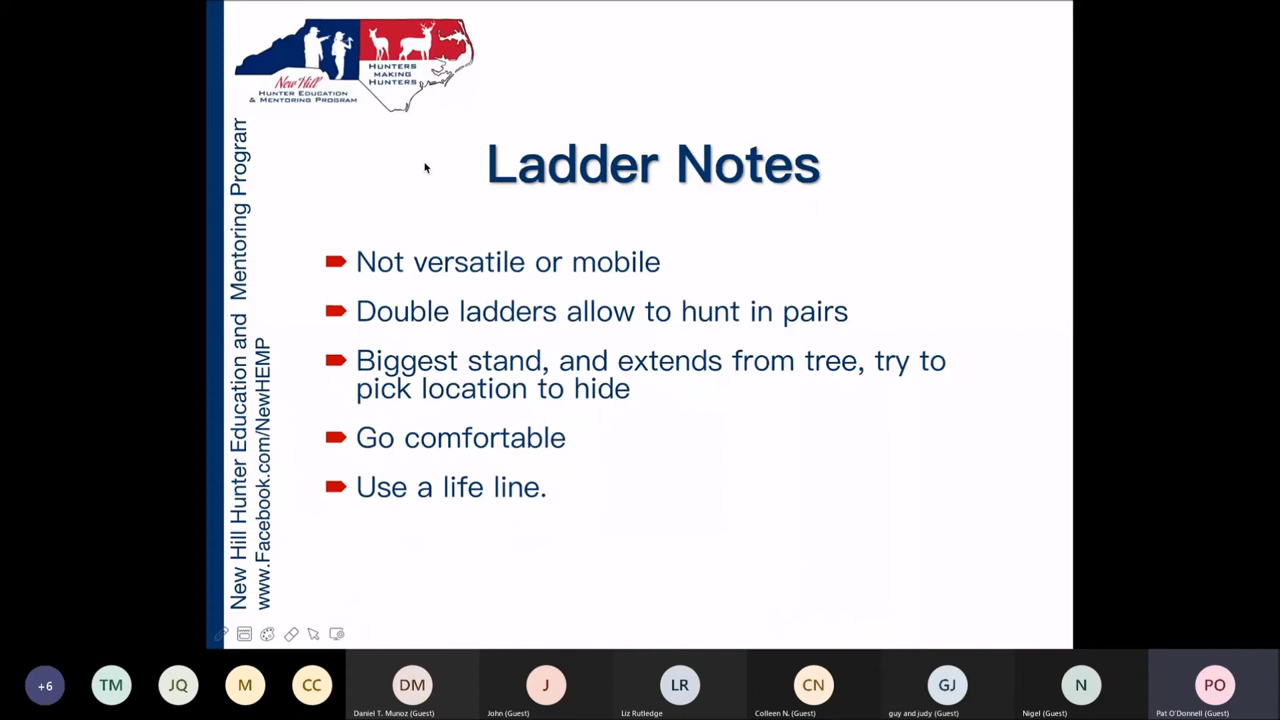 New Hill
HUNTER EDUCATION
& MENTORING PROGRAM
HUNTERS
MAKING
HUNTERS
New Hill Hunter Education and Mentoring Program
www.Facebook.com/NewHEMP
Ladder Notes
Not versatile or mobile
Double ladders allow to hunt in pairs
Biggest stand, and extends from tree, try to
pick location to hide
Go comfortable
Use a life line.
+6
TM
JQ
M
CC
DM
J
LR
CN
GJ
N
PO
Daniel T. Munoz (Guest)
John (Guest)
Liz Rutledge
Colleen N. (Guest)
guy and judy (Guest)
Nigel (Guest)
Pat O'Donnell (Guest)